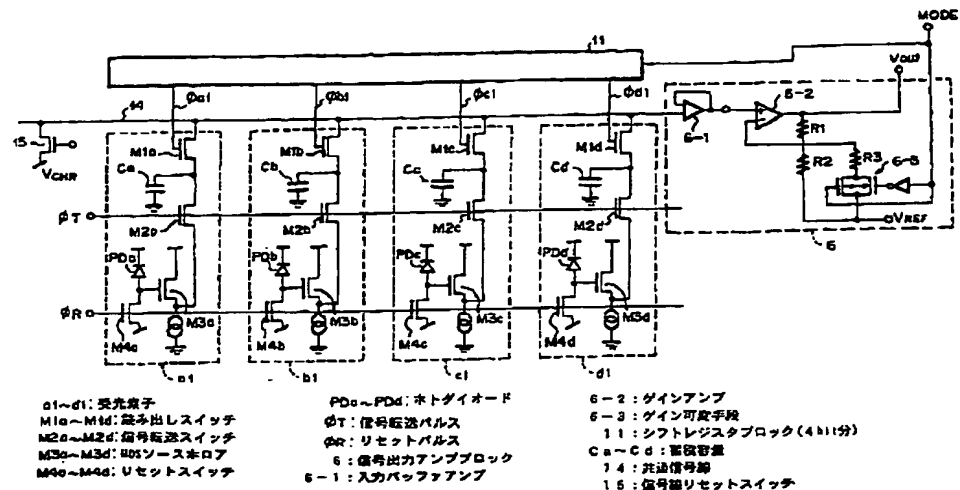 MODE
11
Vout
φa1 φb1 φc1 φd1
14
6-2
6-1
15
VCHR
M1a M1b M1c M1d
Ca Cb Cc Cd
R1
R2
R3
VREF
6
φT
M2a M2b M2c M2d
PDa PDb PDc PDd
φR
M3a M3b M3c M3d
M4a M4b M4c M4d
a1 b1 c1 d1
a1~d1:受光素子
M1a~M1d:読み出しスイッチ
M2a~M2d:信号転送スイッチ
M3a~M3d:MOSソースホロア
M4a~M4d:リセットスイッチ
PDa~PDd:ホトダイオード
φT:信号転送パルス
φR:リセットパルス
6:信号出力アンプブロック
6-1:入力バッファアンプ
6-2:ゲインアンプ
6-3:ゲイン可変手段
11:シフトレジスタブロック(4bit分)
Ca~Cd:蓄積容量
14:共通信号線
15:信号線リセットスイッチ